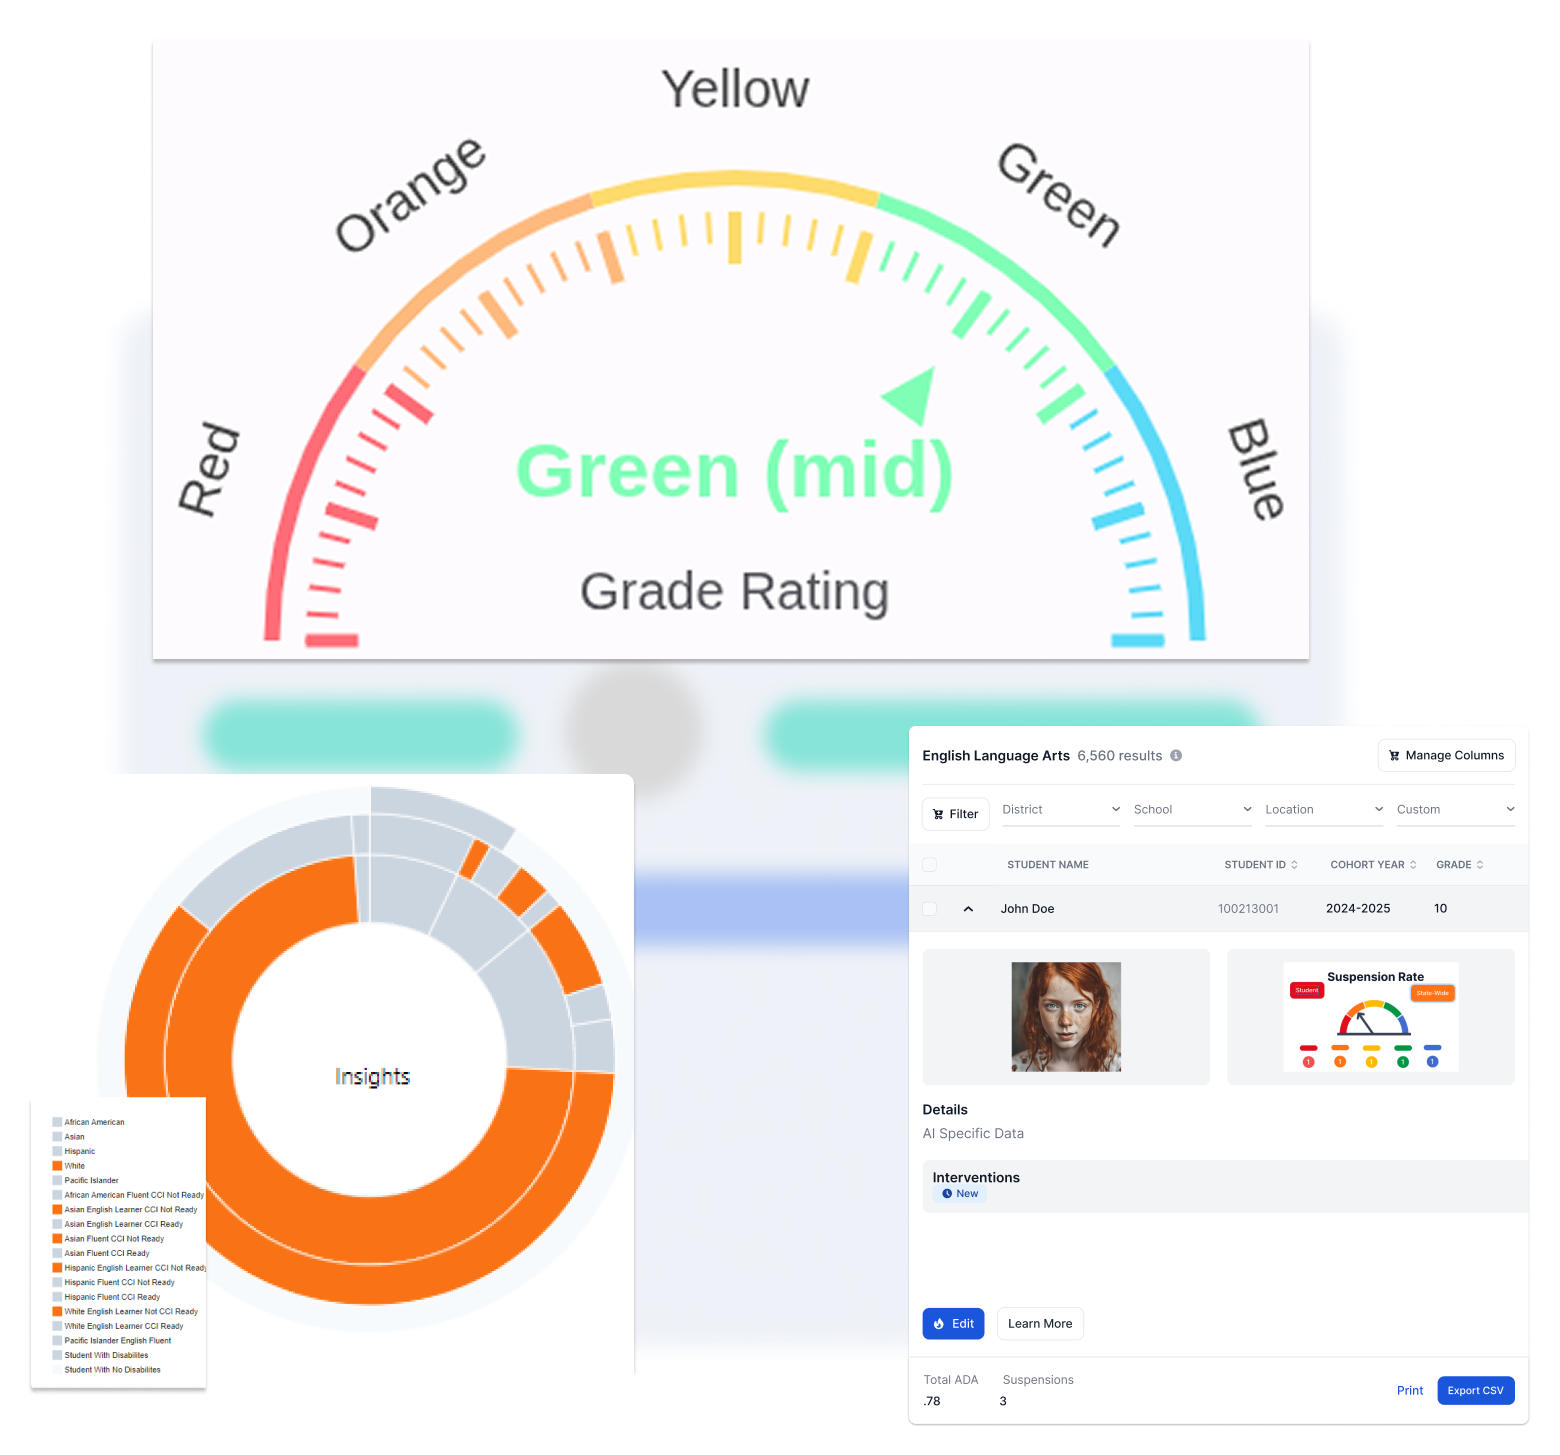 Yellow
Orange
Green
Red
Blue
Green (mid)
Grade Rating
Insights
African American
Asian
Hispanic
White
Pacific Islander
African American Fluent CCI Not Ready
Asian English Learner CCI Not Ready
Asian English Learner CCI Ready
Asian Fluent CCI Not Ready
Asian Fluent CCI Ready
Hispanic English Learner CCI Not Ready
Hispanic Fluent CCI Not Ready
Hispanic Fluent CCI Ready
White English Learner Not CCI Ready
White English Learner CCI Ready
Pacific Islander English Fluent
Student With Disabilites
Student With No Disabilites
English Language Arts 6,560 results
Manage Columns
Filter District School Location Custom
STUDENT NAME STUDENT ID COHORT YEAR GRADE
John Doe 100213001 2024-2025 10
Suspension Rate
Student State-Wide
1 1 1 1 1
Details
AI Specific Data
Interventions
New
Edit Learn More
Total ADA Suspensions
.78 3
Print Export CSV